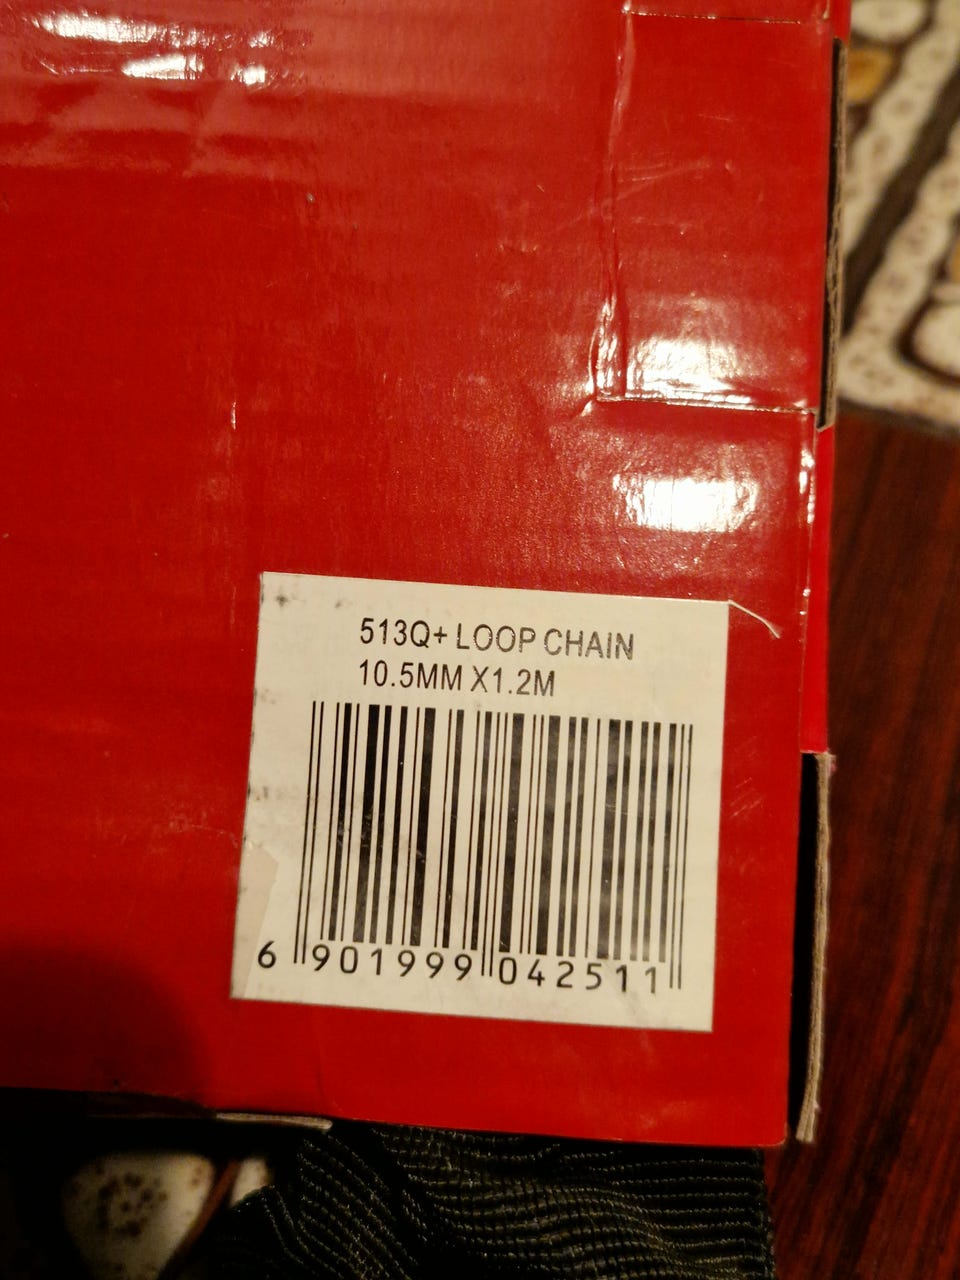 513Q+ LOOP CHAIN
10.5MM X1.2M
6 901999 042511